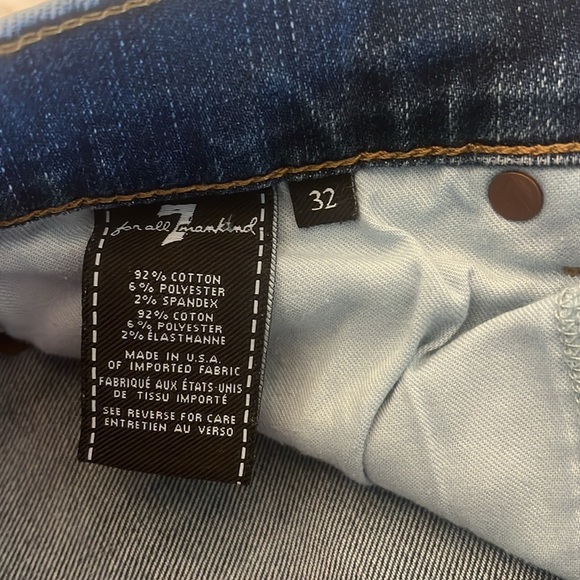 32
7
for all mankind
92% COTTON
6% POLYESTER
2% SPANDEX
92% COTON
6% POLYESTER
2% ÉLASTHANNE
MADE IN U.S.A.
OF IMPORTED FABRIC
FABRIQUÉ AUX ÉTATS-UNIS
DE TISSU IMPORTÉ
SEE REVERSE FOR CARE
ENTRETIEN AU VERSO